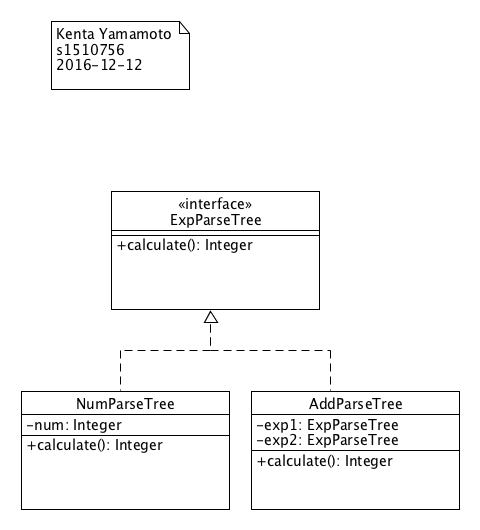 Kenta Yamamoto
s1510756
2016-12-12
«interface»
ExpParseTree
+calculate(): Integer
NumParseTree
-num: Integer
+calculate(): Integer
AddParseTree
-exp1: ExpParseTree
-exp2: ExpParseTree
+calculate(): Integer